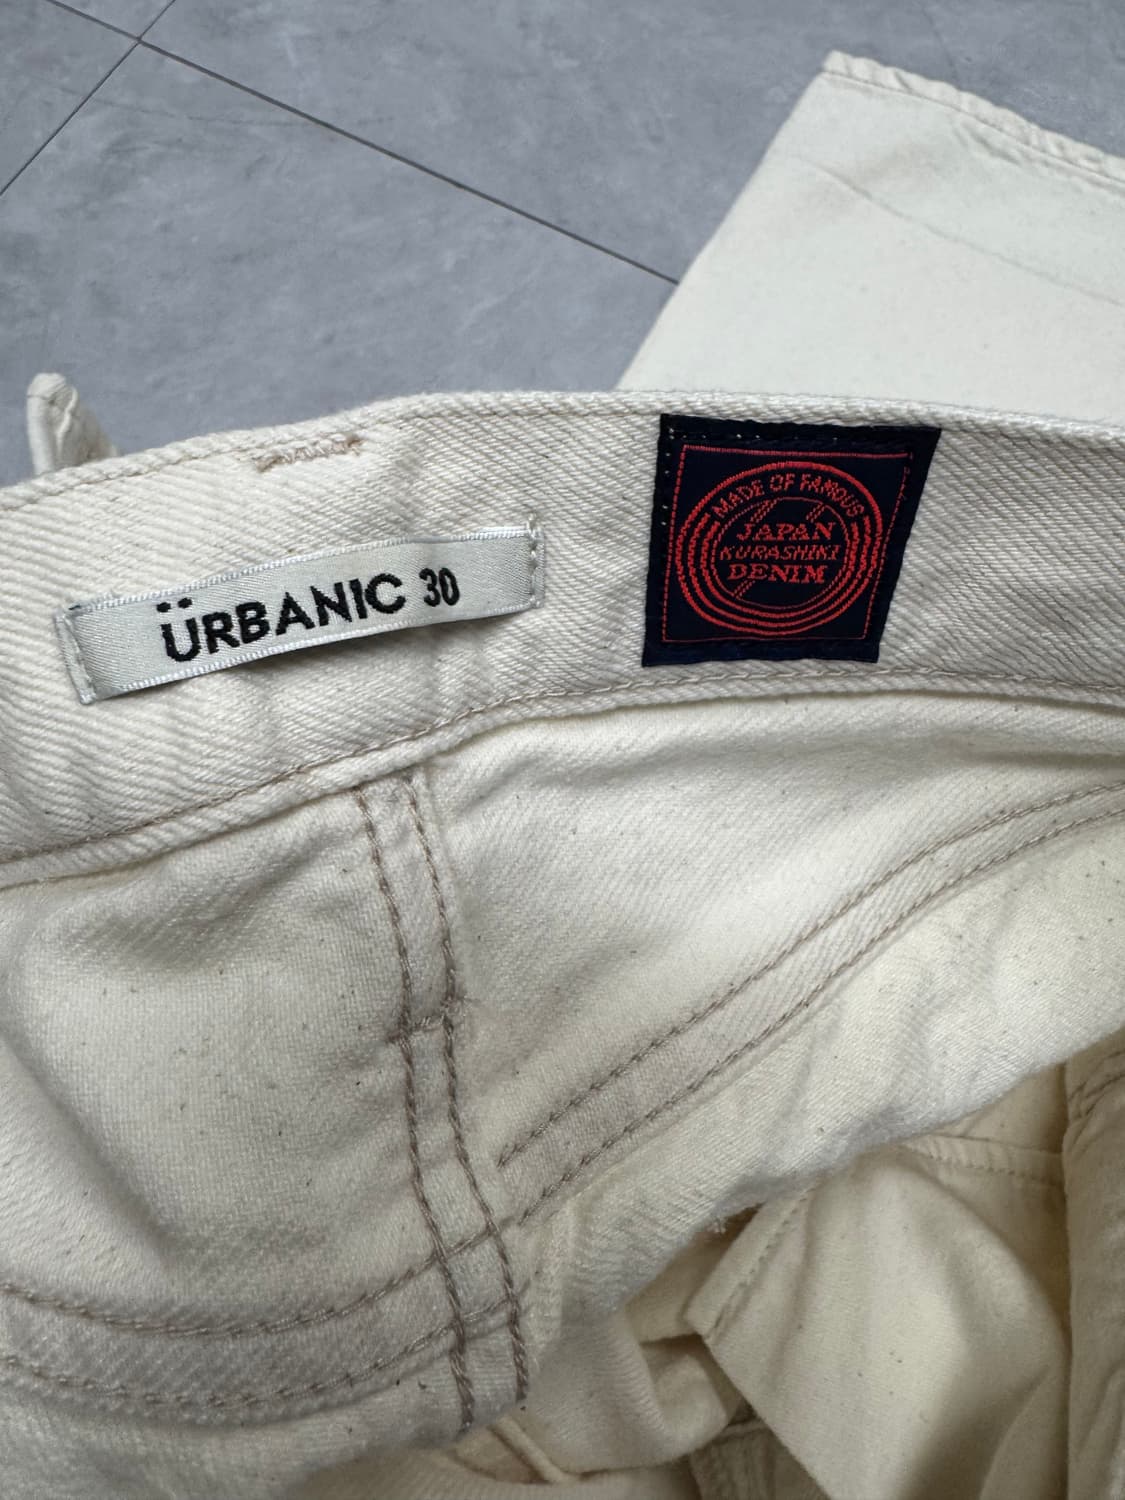 ÜRBANIC 30
MADE OF FAMOUS
JAPAN
KURASHIKI
DENIM